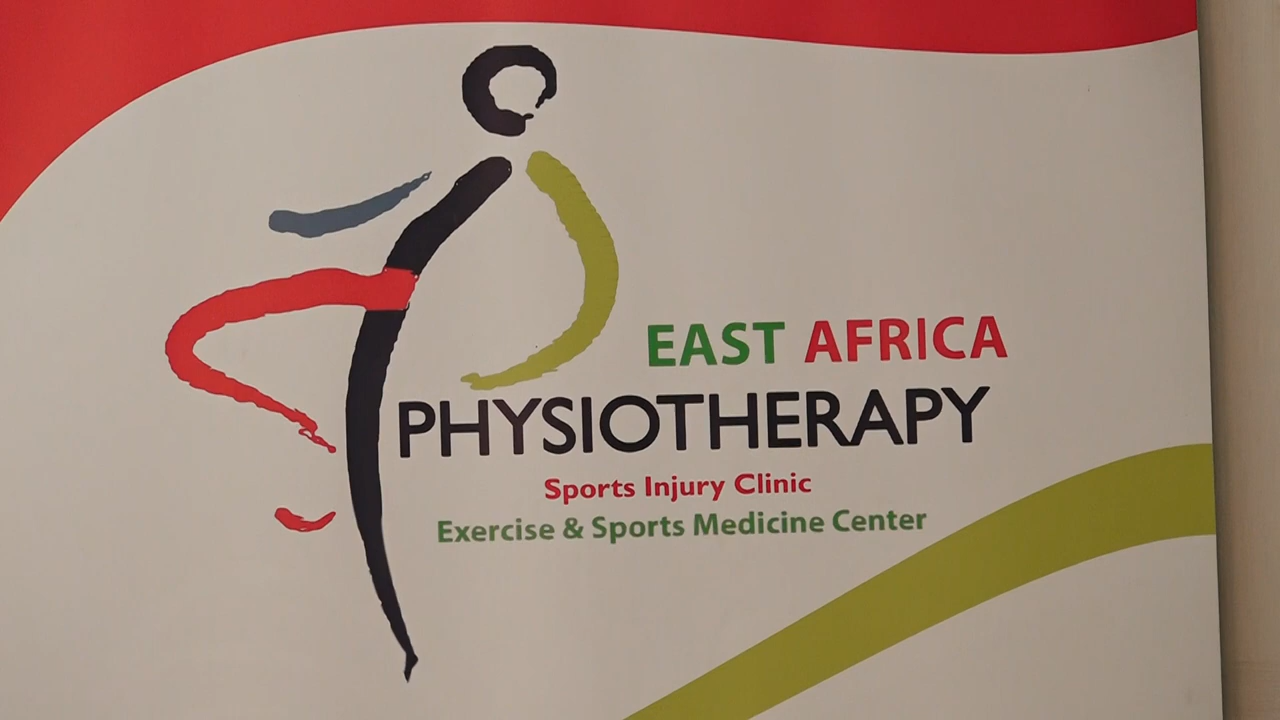 EAST AFRICA
PHYSIOTHERAPY
Sports Injury Clinic
Exercise & Sports Medicine Center